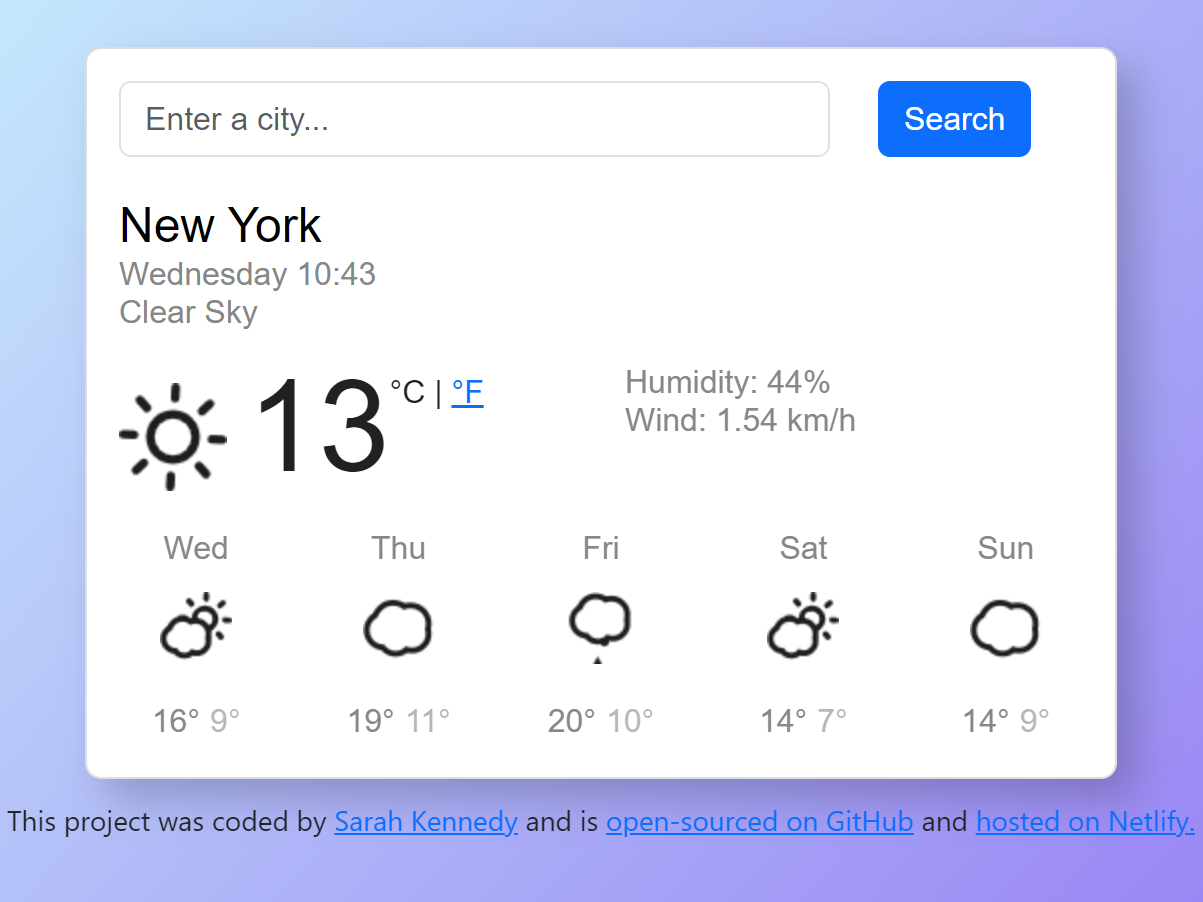 Enter a city... Search
New York
Wednesday 10:43
Clear Sky
13 °C | °F
Humidity: 44%
Wind: 1.54 km/h
Wed Thu Fri Sat Sun
16° 9° 19° 11° 20° 10° 14° 7° 14° 9°
This project was coded by Sarah Kennedy and is open-sourced on GitHub and hosted on Netlify.